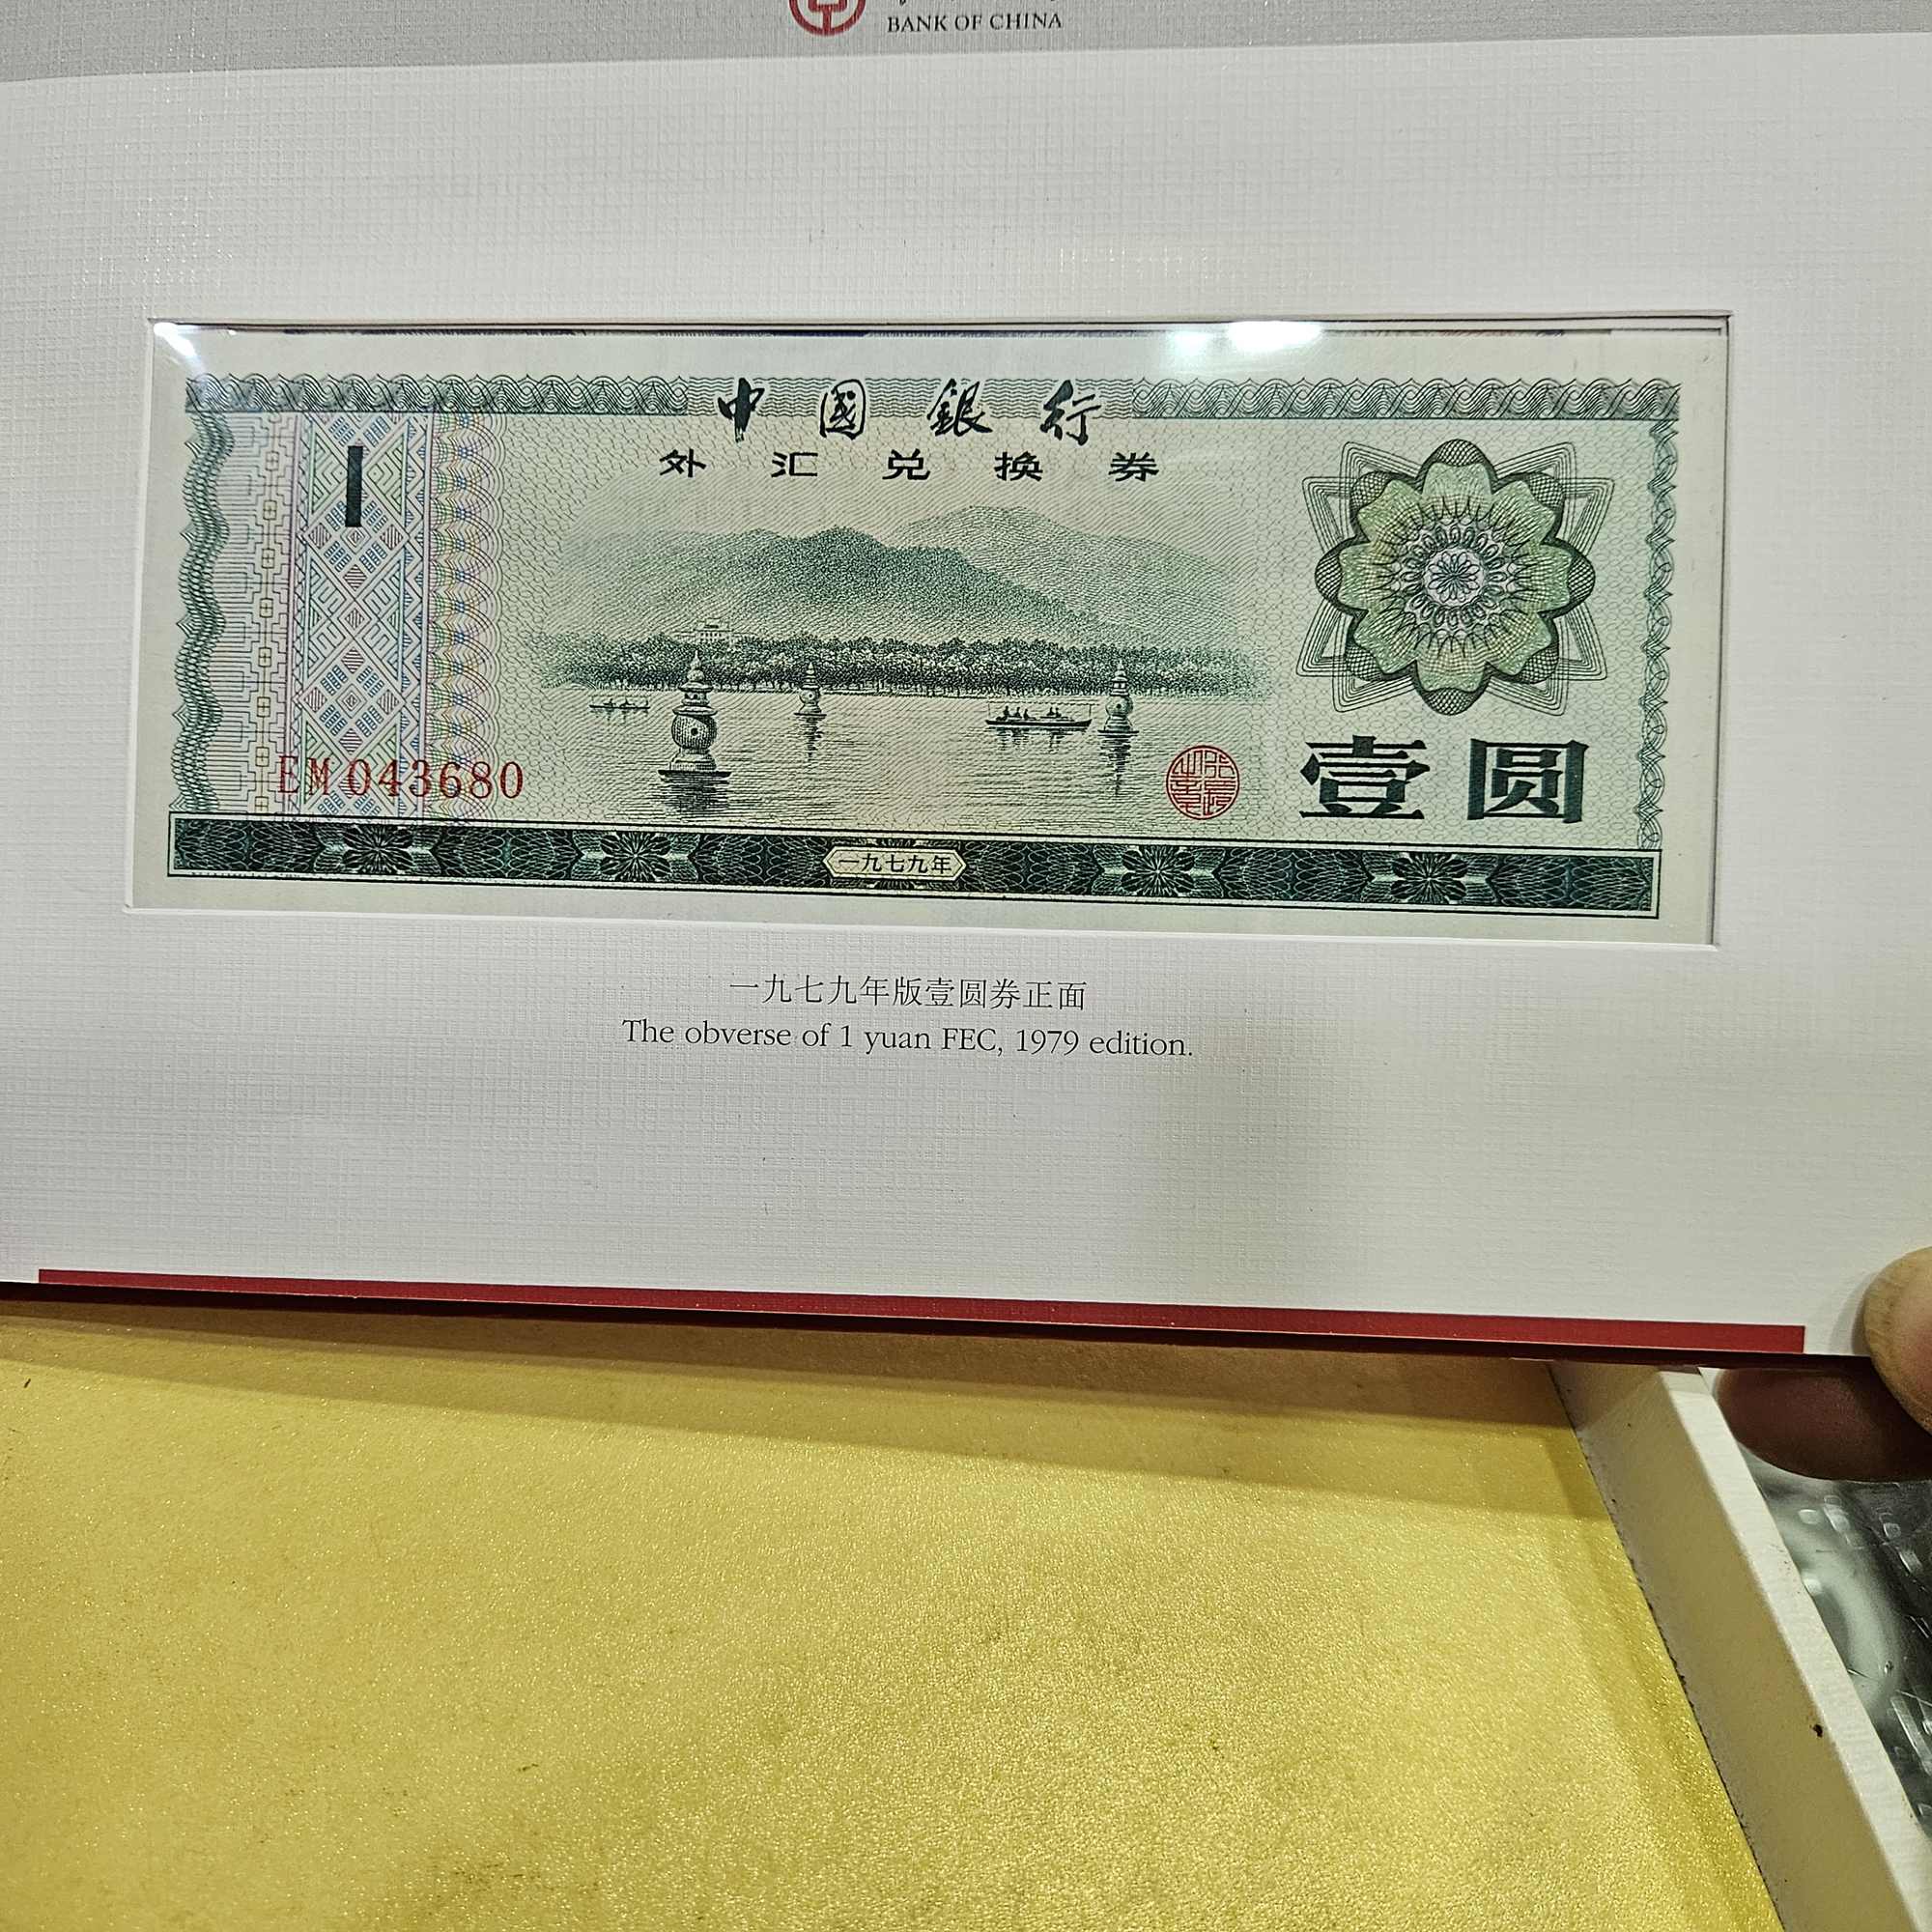 BANK OF CHINA
中國銀行
外汇兑换券
1
EM 043680
壹圆
一九七九年
一九七九年版壹圆券正面
The obverse of 1 yuan FEC, 1979 edition.